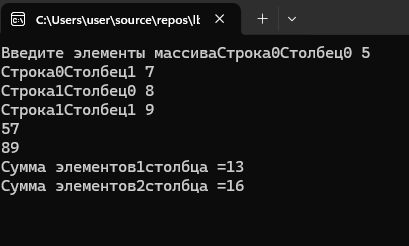 C:\Users\user\source\repos\lb
Введите элементы массиваСтрока0Столбец0 5
Строка0Столбец1 7
Строка1Столбец0 8
Строка1Столбец1 9
57
89
Сумма элементов1столбца =13
Сумма элементов2столбца =16